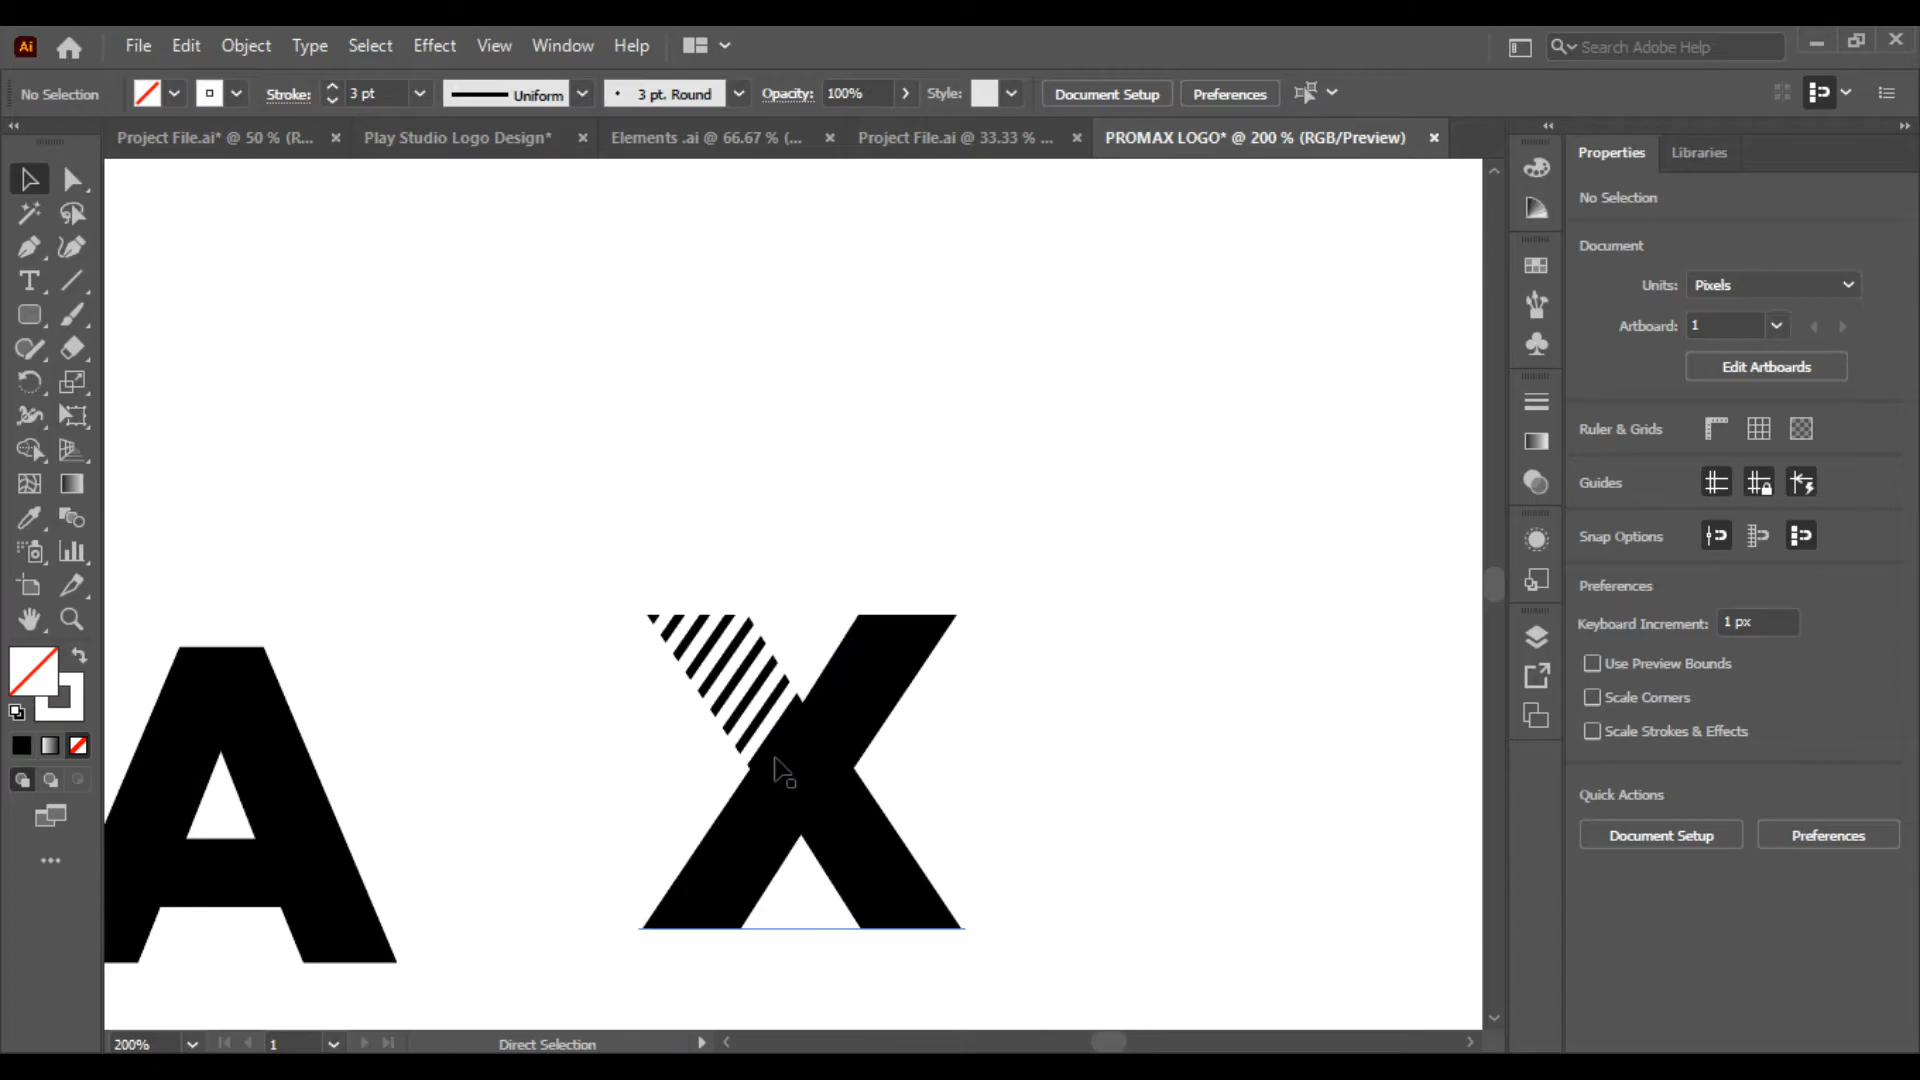 Ai File Edit Object Type Select Effect View Window Help Search Adobe Help
No Selection Stroke: 3 pt Uniform 3 pt. Round Opacity: 100% Style: Document Setup Preferences
Project File.ai* @ 50 % (R... Play Studio Logo Design* Elements .ai @ 66.67 % (... Project File.ai @ 33.33 % ... PROMAX LOGO* @ 200 % (RGB/Preview)
Properties Libraries
No Selection
Document
Units: Pixels
Artboard: 1
Edit Artboards
Ruler & Grids
Guides
Snap Options
Preferences
Keyboard Increment: 1 px
Use Preview Bounds
Scale Corners
Scale Strokes & Effects
Quick Actions
Document Setup Preferences
A X
200% 1 Direct Selection